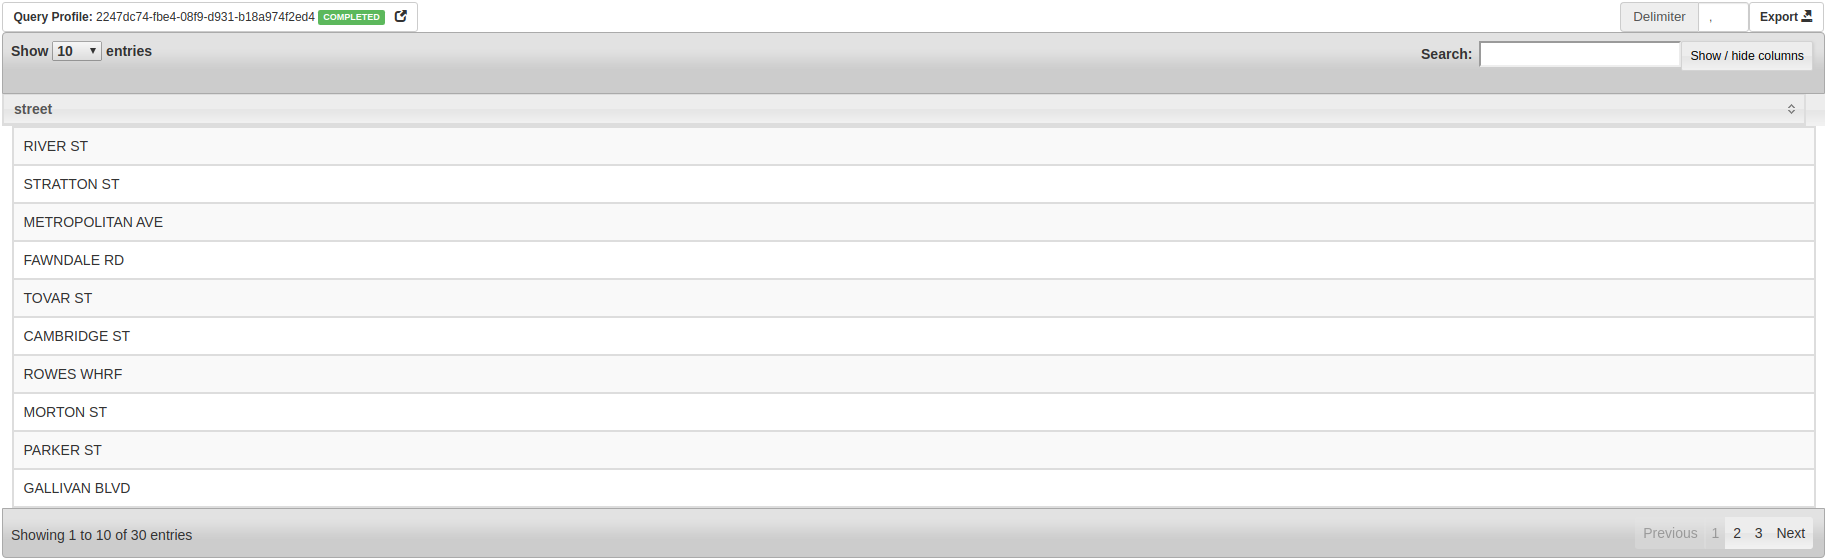 Query Profile: 2247dc74-fbe4-08f9-d931-b18a974f2ed4 COMPLETED
Delimiter , Export
Show 10 entries
Search: Show / hide columns
street
RIVER ST
STRATTON ST
METROPOLITAN AVE
FAWNDALE RD
TOVAR ST
CAMBRIDGE ST
ROWES WHRF
MORTON ST
PARKER ST
GALLIVAN BLVD
Showing 1 to 10 of 30 entries
Previous 1 2 3 Next